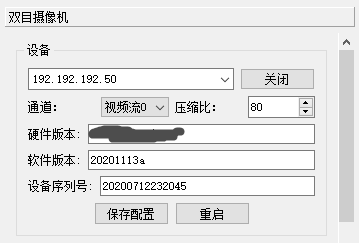 双目摄像机
设备
192.192.192.50 关闭
通道: 视频流0 压缩比: 80
硬件版本:
软件版本: 20201113a
设备序列号: 20200712232045
保存配置 重启